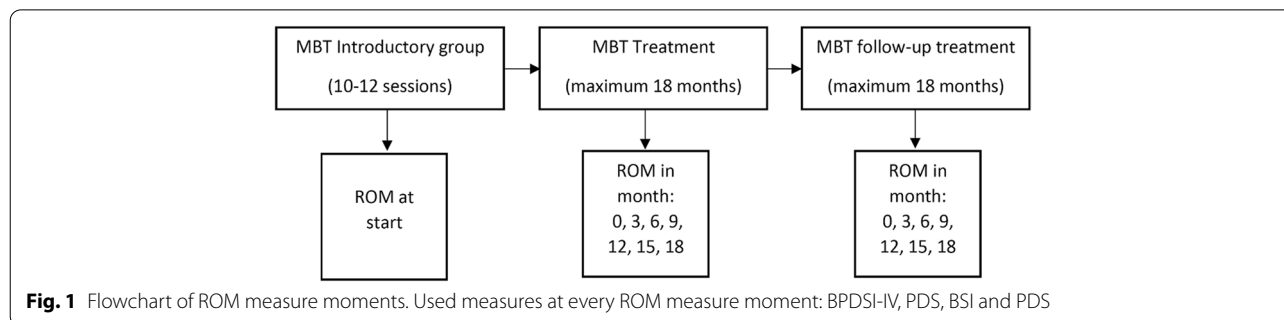 MBT Introductory group
(10-12 sessions)
MBT Treatment
(maximum 18 months)
MBT follow-up treatment
(maximum 18 months)
ROM at
start
ROM in
month:
0, 3, 6, 9,
12, 15, 18
ROM in
month:
0, 3, 6, 9,
12, 15, 18
Fig. 1 Flowchart of ROM measure moments. Used measures at every ROM measure moment: BPDSI-IV, PDS, BSI and PDS